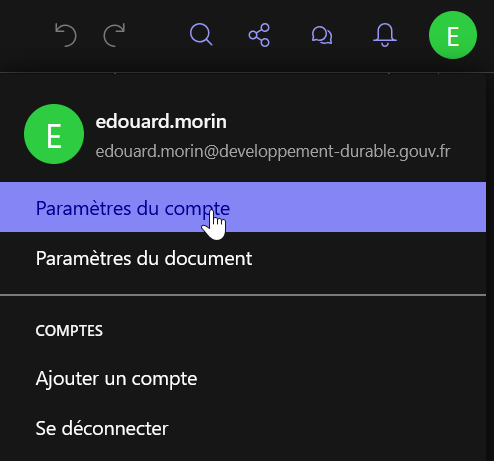 E
E
edouard.morin
edouard.morin@developpement-durable.gouv.fr
Paramètres du compte
Paramètres du document
COMPTES
Ajouter un compte
Se déconnecter